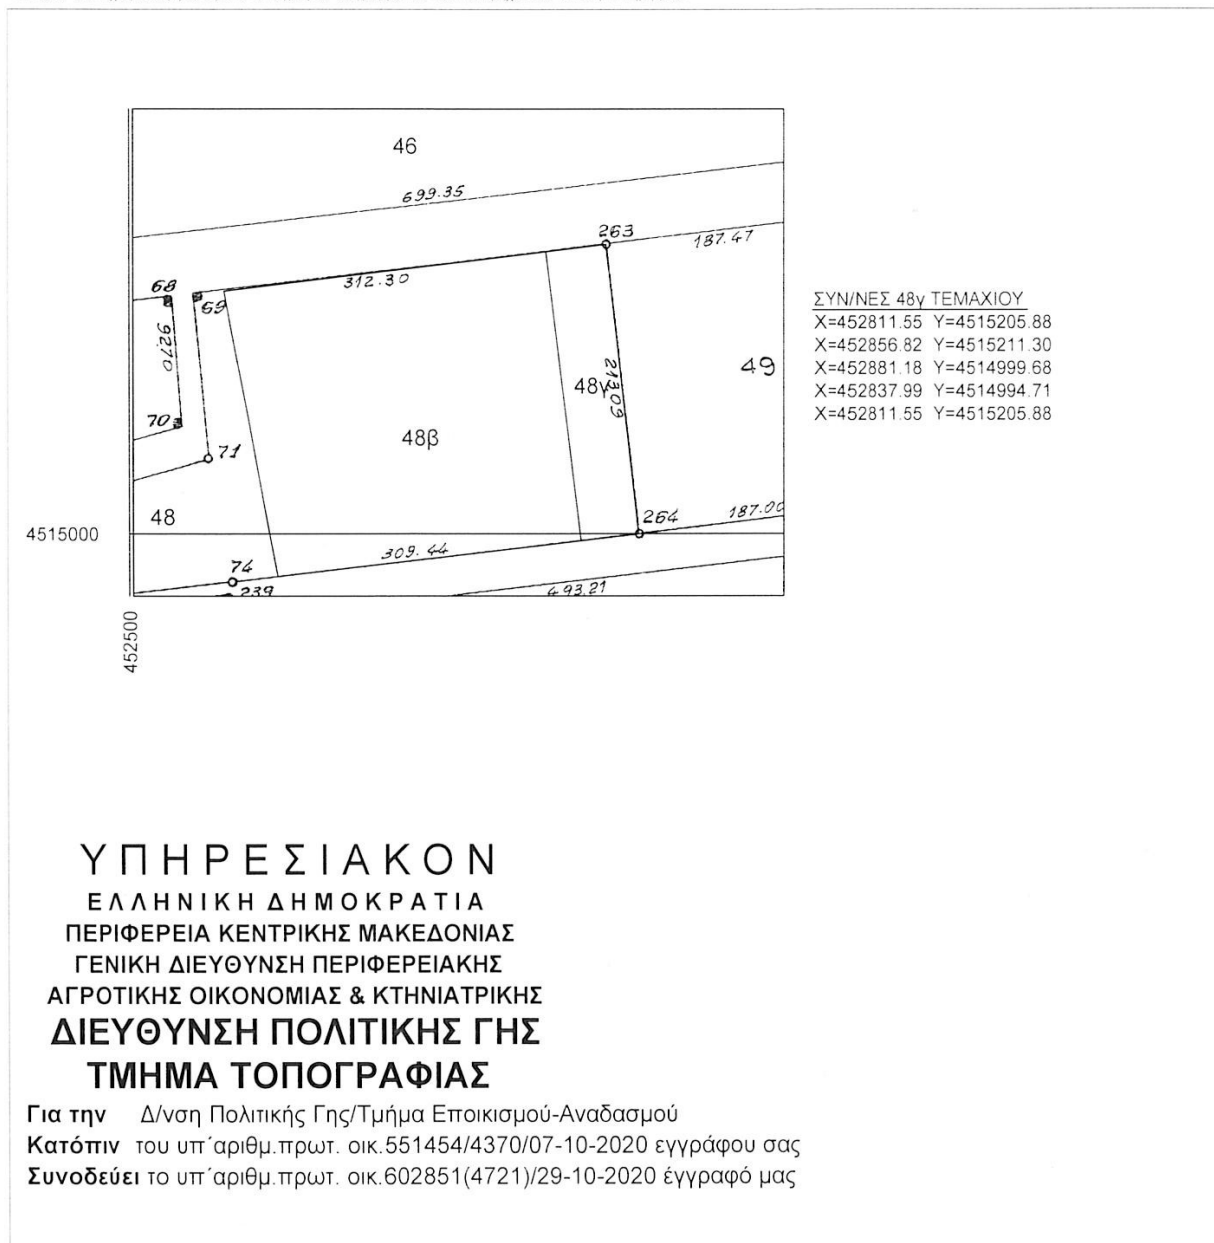 46
699.35
263
187.47
68
69
312.30
ΣΥΝ/ΝΕΣ 48γ ΤΕΜΑΧΙΟΥ
X=452811.55 Y=4515205.88
X=452856.82 Y=4515211.30
X=452881.18 Y=4514999.68
X=452837.99 Y=4514994.71
X=452811.55 Y=4515205.88
92.70
49
48γ
213.09
70
71
48β
48
264
187.00
4515000
309.44
74
239
493.21
452500
ΥΠΗΡΕΣΙΑΚΟΝ
ΕΛΛΗΝΙΚΗ ΔΗΜΟΚΡΑΤΙΑ
ΠΕΡΙΦΕΡΕΙΑ ΚΕΝΤΡΙΚΗΣ ΜΑΚΕΔΟΝΙΑΣ
ΓΕΝΙΚΗ ΔΙΕΥΘΥΝΣΗ ΠΕΡΙΦΕΡΕΙΑΚΗΣ
ΑΓΡΟΤΙΚΗΣ ΟΙΚΟΝΟΜΙΑΣ & ΚΤΗΝΙΑΤΡΙΚΗΣ
ΔΙΕΥΘΥΝΣΗ ΠΟΛΙΤΙΚΗΣ ΓΗΣ
ΤΜΗΜΑ ΤΟΠΟΓΡΑΦΙΑΣ
Για την Δ/νση Πολιτικής Γης/Τμήμα Εποικισμού-Αναδασμού
Κατόπιν του υπ΄αριθμ.πρωτ. οικ.551454/4370/07-10-2020 εγγράφου σας
Συνοδεύει το υπ΄αριθμ.πρωτ. οικ.602851(4721)/29-10-2020 έγγραφό μας